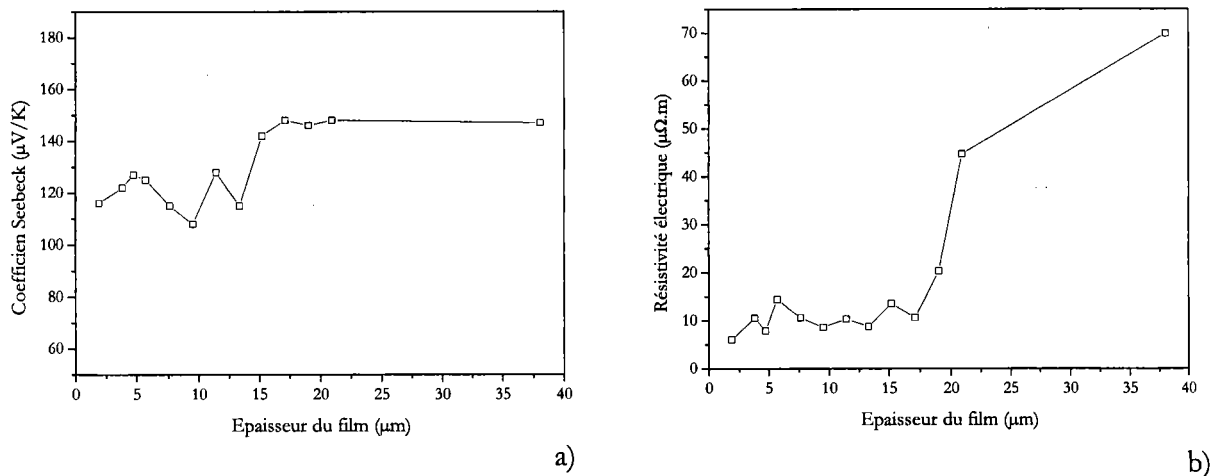 180
160
140
120
100
80
60
Coefficien Seebeck (µV/K)
0 5 10 15 20 25 30 35 40
Epaisseur du film (µm)
a)
70
60
50
40
30
20
10
0
Résistivité électrique (µΩ.m)
0 5 10 15 20 25 30 35 40
Epaisseur du film (µm)
b)